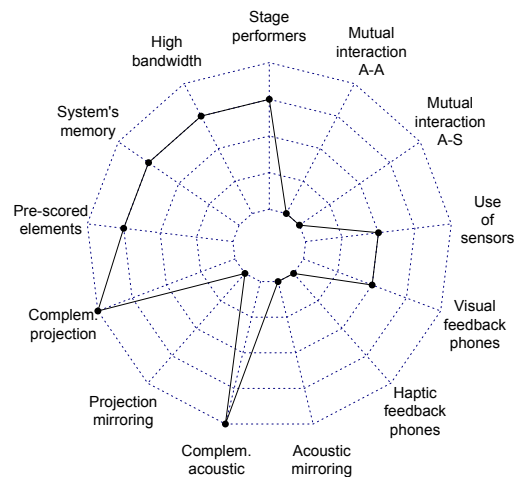 Stage
performers
Mutual
interaction
A-A
Mutual
interaction
A-S
Use
of
sensors
Visual
feedback
phones
Haptic
feedback
phones
Acoustic
mirroring
Complem.
acoustic
Projection
mirroring
Complem.
projection
Pre-scored
elements
System's
memory
High
bandwidth